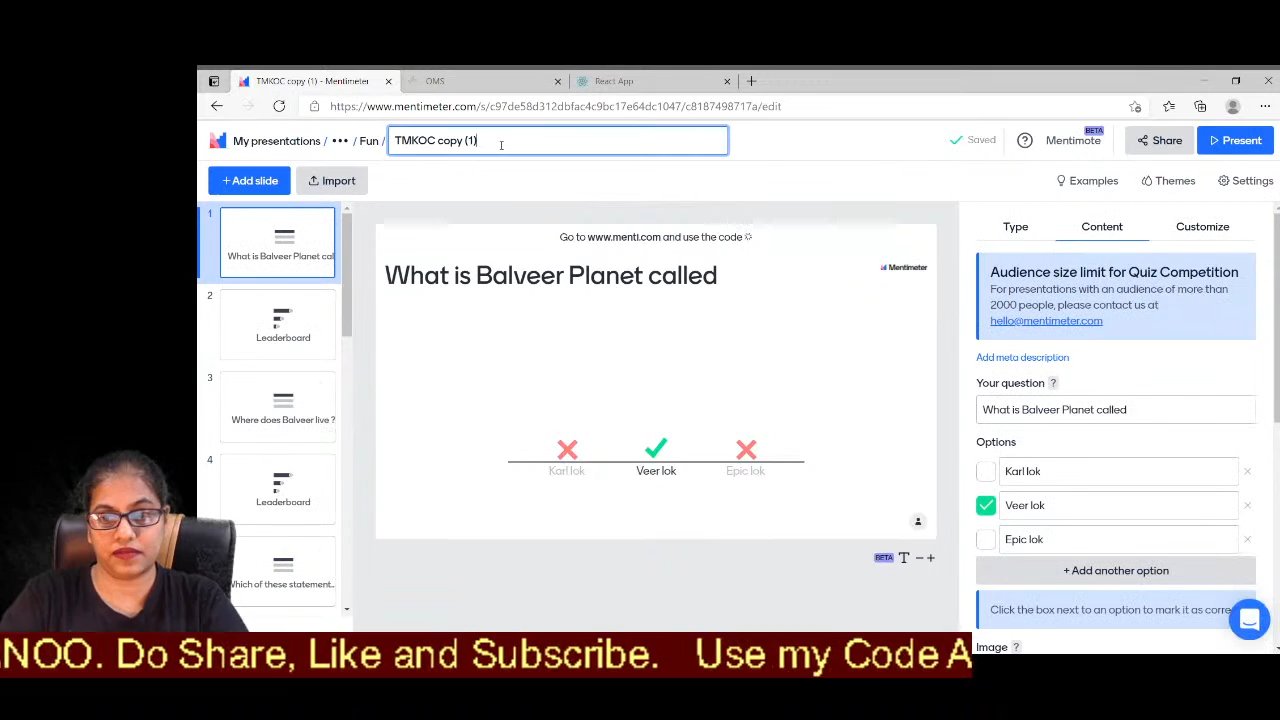 TMKOC copy (1) - Mentimeter
OMS
React App
https://www.mentimeter.com/s/c97de58d312dbfac4c9bc17e64dc1047/c8187498717a/edit
My presentations / ••• / Fun /
TMKOC copy (1)
Saved
Mentimote
BETA
Share
Present
+ Add slide
Import
Examples
Themes
Settings
1
What is Balveer Planet cal
2
Leaderboard
3
Where does Balveer live ?
4
Leaderboard
Which of these statement..
Go to www.menti.com and use the code
What is Balveer Planet called
Mentimeter
Karl lok
Veer lok
Epic lok
BETA T − +
Type
Content
Customize
Audience size limit for Quiz Competition
For presentations with an audience of more than
2000 people, please contact us at
hello@mentimeter.com
Add meta description
Your question ?
What is Balveer Planet called
Options
Karl lok
Veer lok
Epic lok
+ Add another option
Click the box next to an option to mark it as corre
Image ?
.NOO. Do Share, Like and Subscribe. Use my Code A